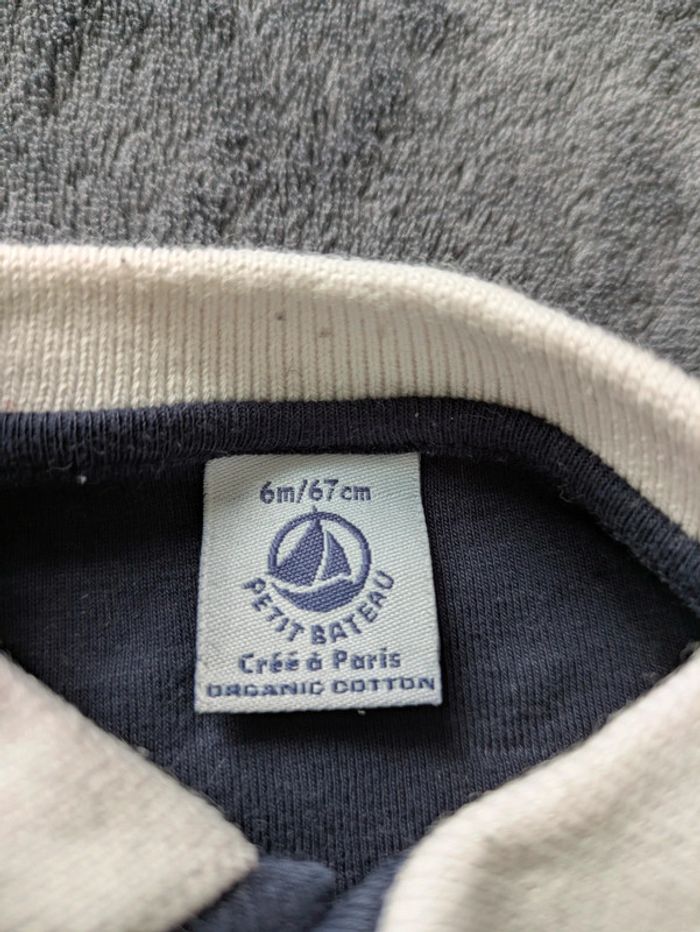 6m/67cm
PETIT BATEAU
Créé à Paris
ORGANIC COTTON